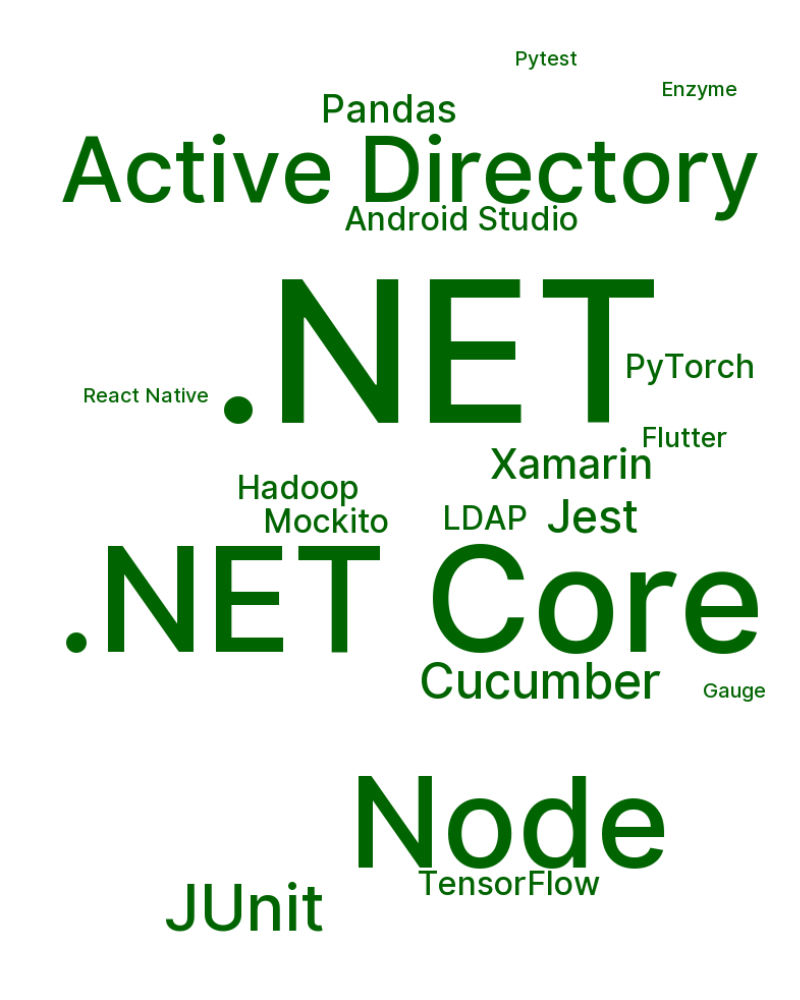 Pytest
Enzyme
Pandas
Active Directory
Android Studio
.NET
PyTorch
React Native
Flutter
Xamarin
Hadoop
Mockito
LDAP
Jest
.NET Core
Cucumber
Gauge
Node
TensorFlow
JUnit